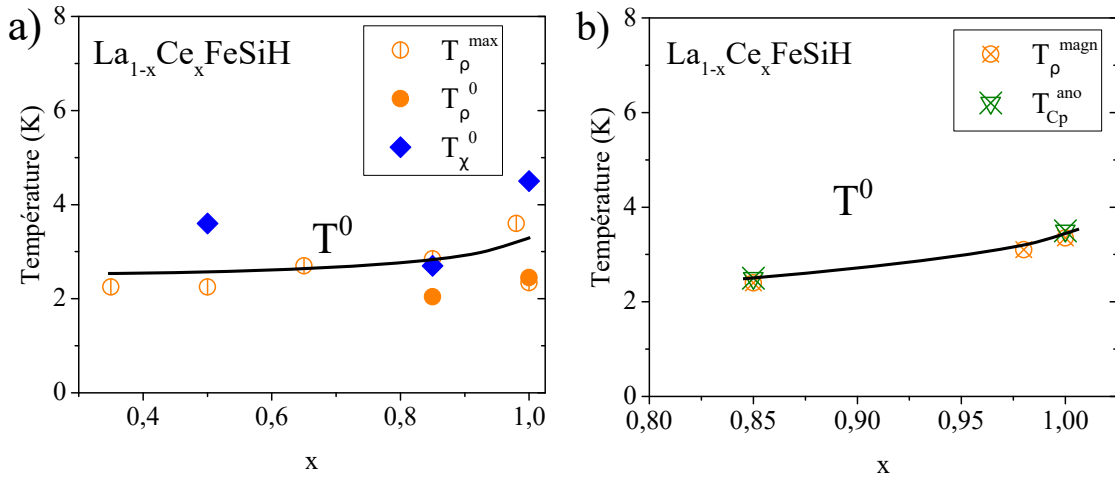 a)
La1-xCexFeSiH
Tρmax
Tρ0
Tχ0
T0
Température (K)
8
6
4
2
0
0,4
0,6
0,8
1,0
x
b)
La1-xCexFeSiH
Tρmagn
TCpano
T0
Température (K)
8
6
4
2
0
0,80
0,85
0,90
0,95
1,00
x